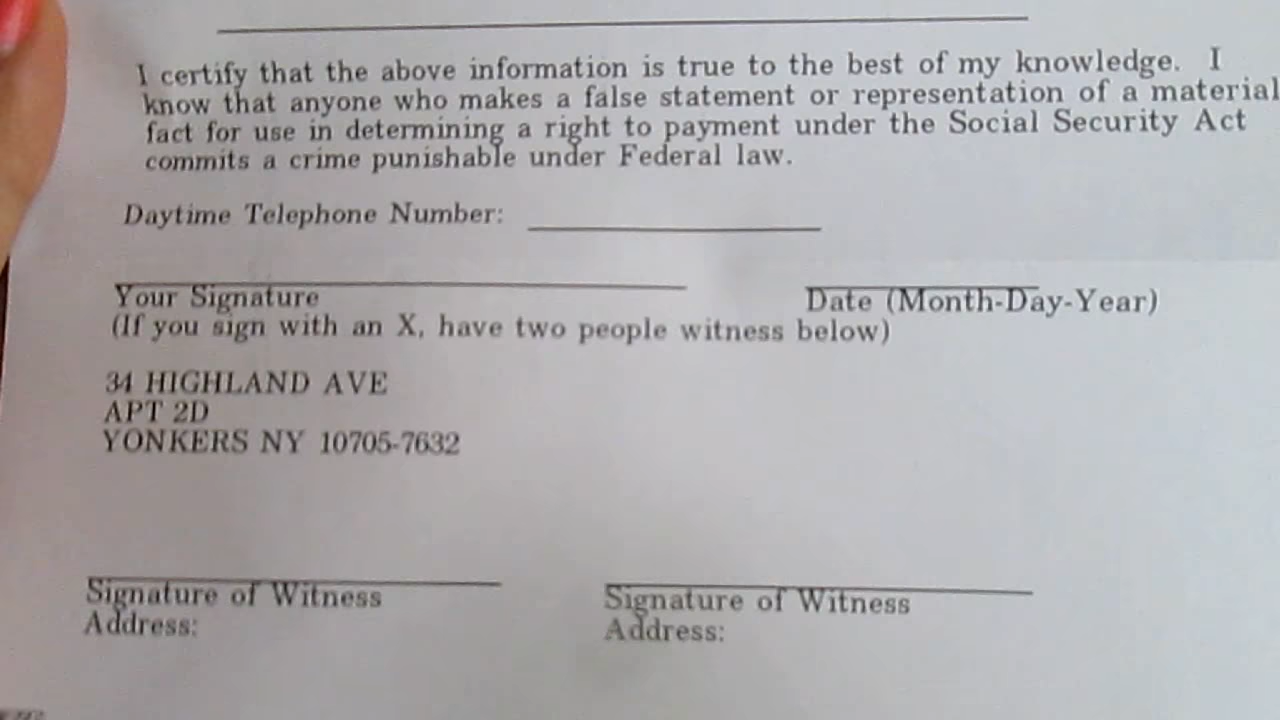 I certify that the above information is true to the best of my knowledge. I
know that anyone who makes a false statement or representation of a material
fact for use in determining a right to payment under the Social Security Act
commits a crime punishable under Federal law.
Daytime Telephone Number:
Your Signature
Date (Month-Day-Year)
(If you sign with an X, have two people witness below)
34 HIGHLAND AVE
APT 2D
YONKERS NY 10705-7632
Signature of Witness
Address:
Signature of Witness
Address: